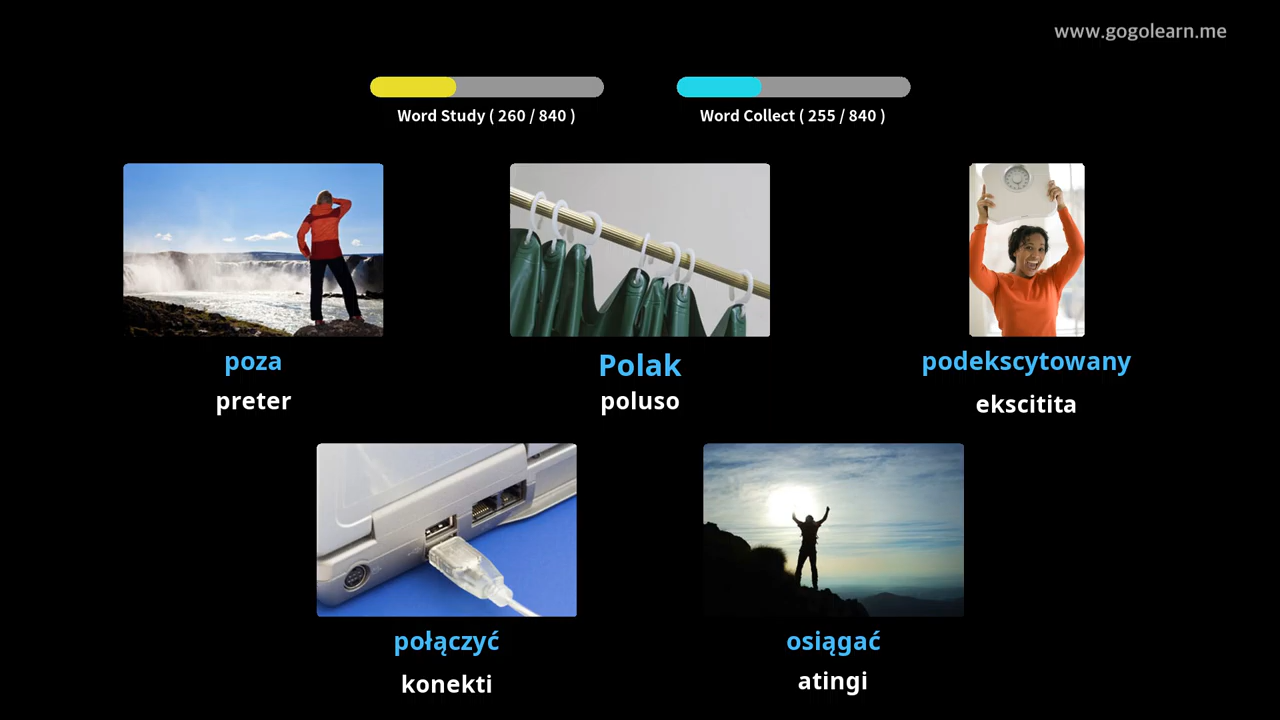 www.gogolearn.me
Word Study ( 260 / 840 )
Word Collect ( 255 / 840 )
poza
preter
Polak
poluso
podekscytowany
ekscitita
połączyć
konekti
osiągać
atingi